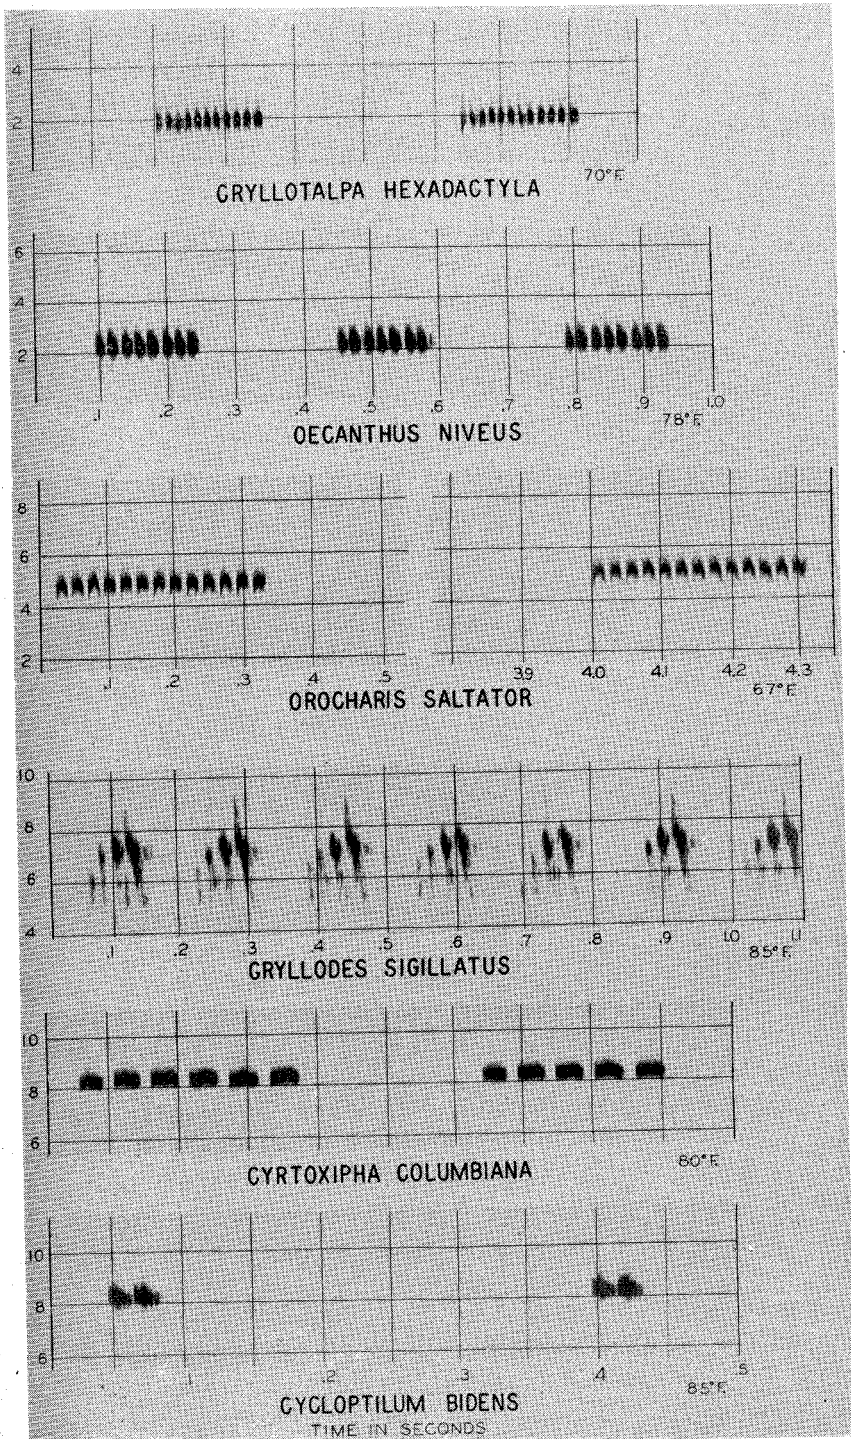 4
2
GRYLLOTALPA HEXADACTYLA 70°F.
6
4
2
.1 .2 .3 .4 .5 .6 .7 .8 .9 1.0
OECANTHUS NIVEUS 78°F.
8
6
4
2
.1 .2 .3 .4 .5 3.9 4.0 4.1 4.2 4.3
OROCHARIS SALTATOR 67°F.
10
8
6
4
.1 .2 .3 .4 .5 .6 .7 .8 .9 1.0 1.1
GRYLLODES SIGILLATUS 85°F.
10
8
6
CYRTOXIPHA COLUMBIANA 80°F.
10
8
6
.1 .2 .3 .4 .5
CYCLOPTILUM BIDENS 85°F.
TIME IN SECONDS